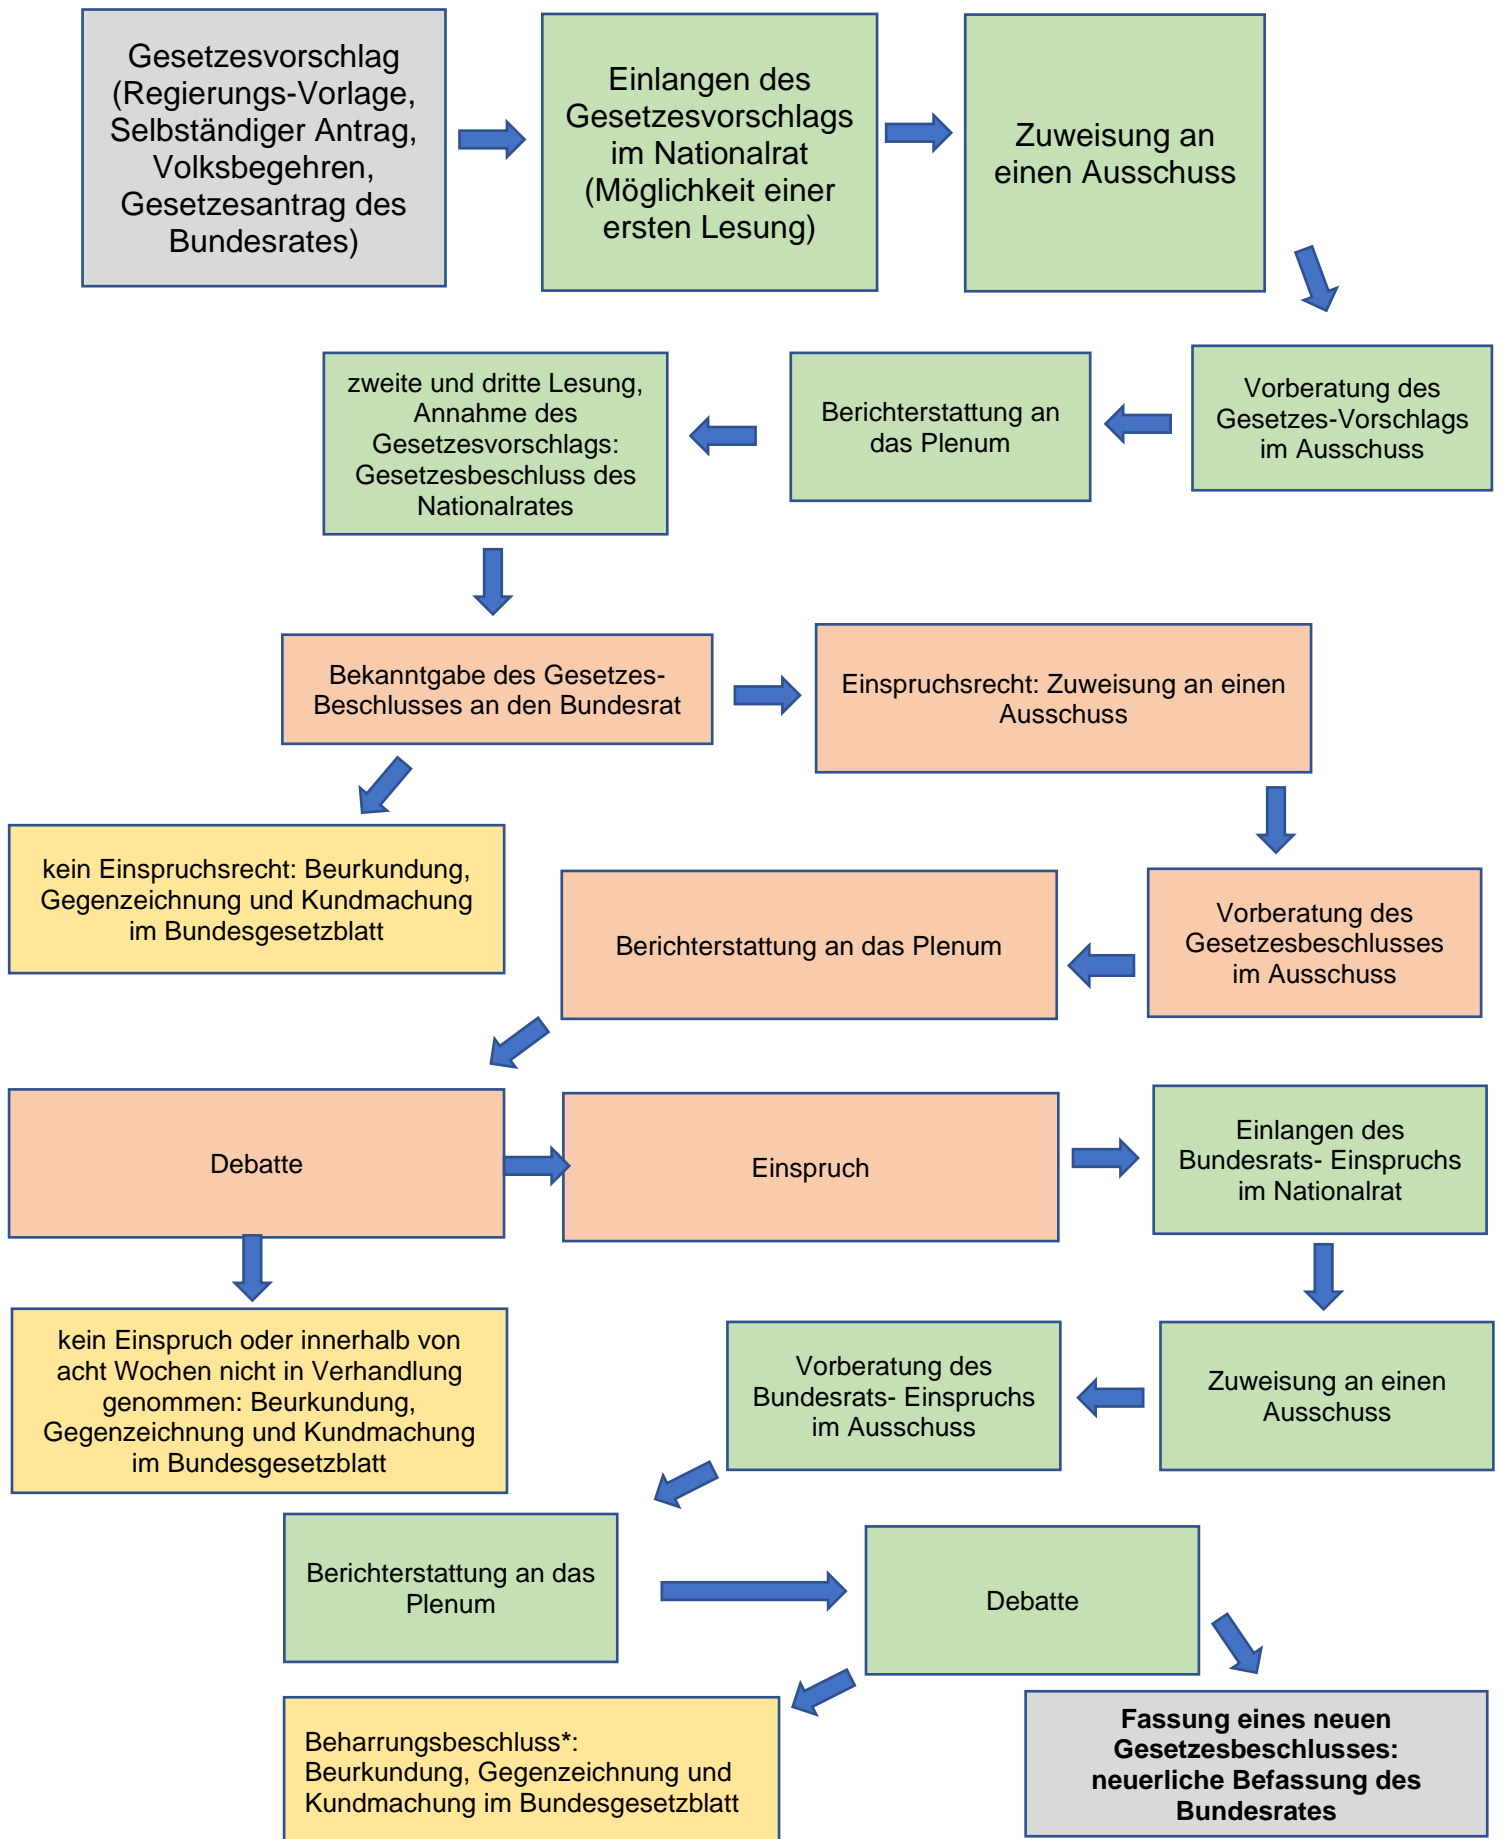 Gesetzesvorschlag
(Regierungs-Vorlage,
Selbständiger Antrag,
Volksbegehren,
Gesetzesantrag des
Bundesrates)
Einlangen des
Gesetzesvorschlags
im Nationalrat
(Möglichkeit einer
ersten Lesung)
Zuweisung an
einen Ausschuss
Vorberatung des
Gesetzes-Vorschlags
im Ausschuss
Berichterstattung an
das Plenum
zweite und dritte Lesung,
Annahme des
Gesetzesvorschlags:
Gesetzesbeschluss des
Nationalrates
Bekanntgabe des Gesetzes-
Beschlusses an den Bundesrat
Einspruchsrecht: Zuweisung an einen
Ausschuss
kein Einspruchsrecht: Beurkundung,
Gegenzeichnung und Kundmachung
im Bundesgesetzblatt
Vorberatung des
Gesetzesbeschlusses
im Ausschuss
Berichterstattung an das Plenum
Debatte
Einspruch
Einlangen des
Bundesrats- Einspruchs
im Nationalrat
kein Einspruch oder innerhalb von
acht Wochen nicht in Verhandlung
genommen: Beurkundung,
Gegenzeichnung und Kundmachung
im Bundesgesetzblatt
Zuweisung an einen
Ausschuss
Vorberatung des
Bundesrats- Einspruchs
im Ausschuss
Berichterstattung an das
Plenum
Debatte
Beharrungsbeschluss*:
Beurkundung, Gegenzeichnung und
Kundmachung im Bundesgesetzblatt
Fassung eines neuen
Gesetzesbeschlusses:
neuerliche Befassung des
Bundesrates